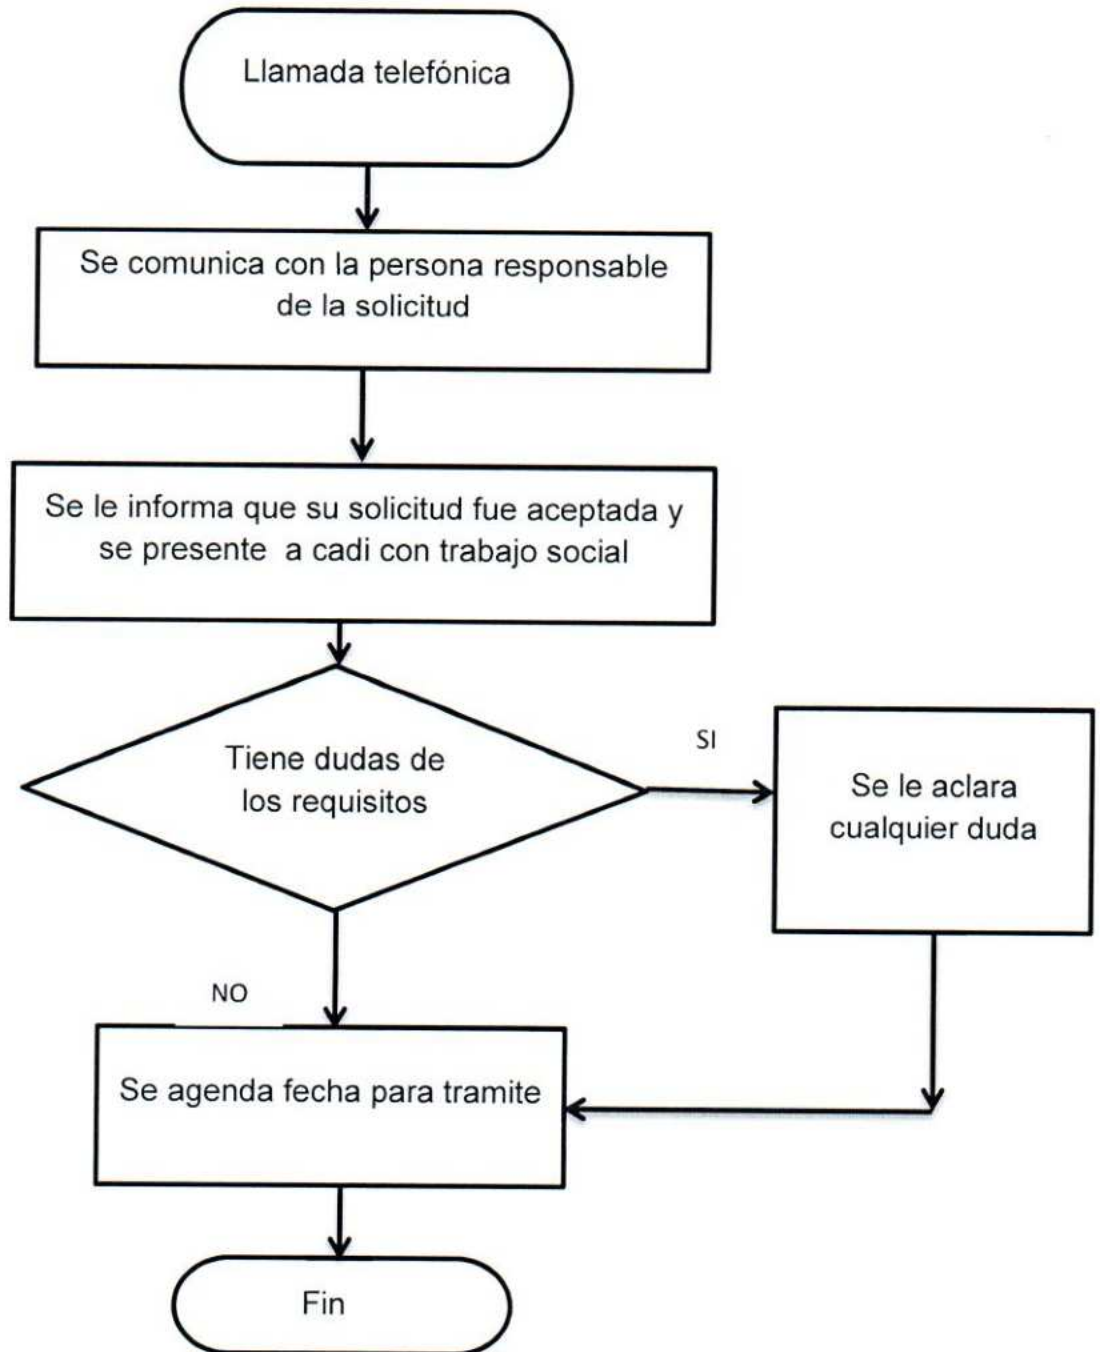 Llamada telefónica
Se comunica con la persona responsable
de la solicitud
Se le informa que su solicitud fue aceptada y
se presente a cadi con trabajo social
Tiene dudas de
los requisitos
SI
Se le aclara
cualquier duda
NO
Se agenda fecha para tramite
Fin